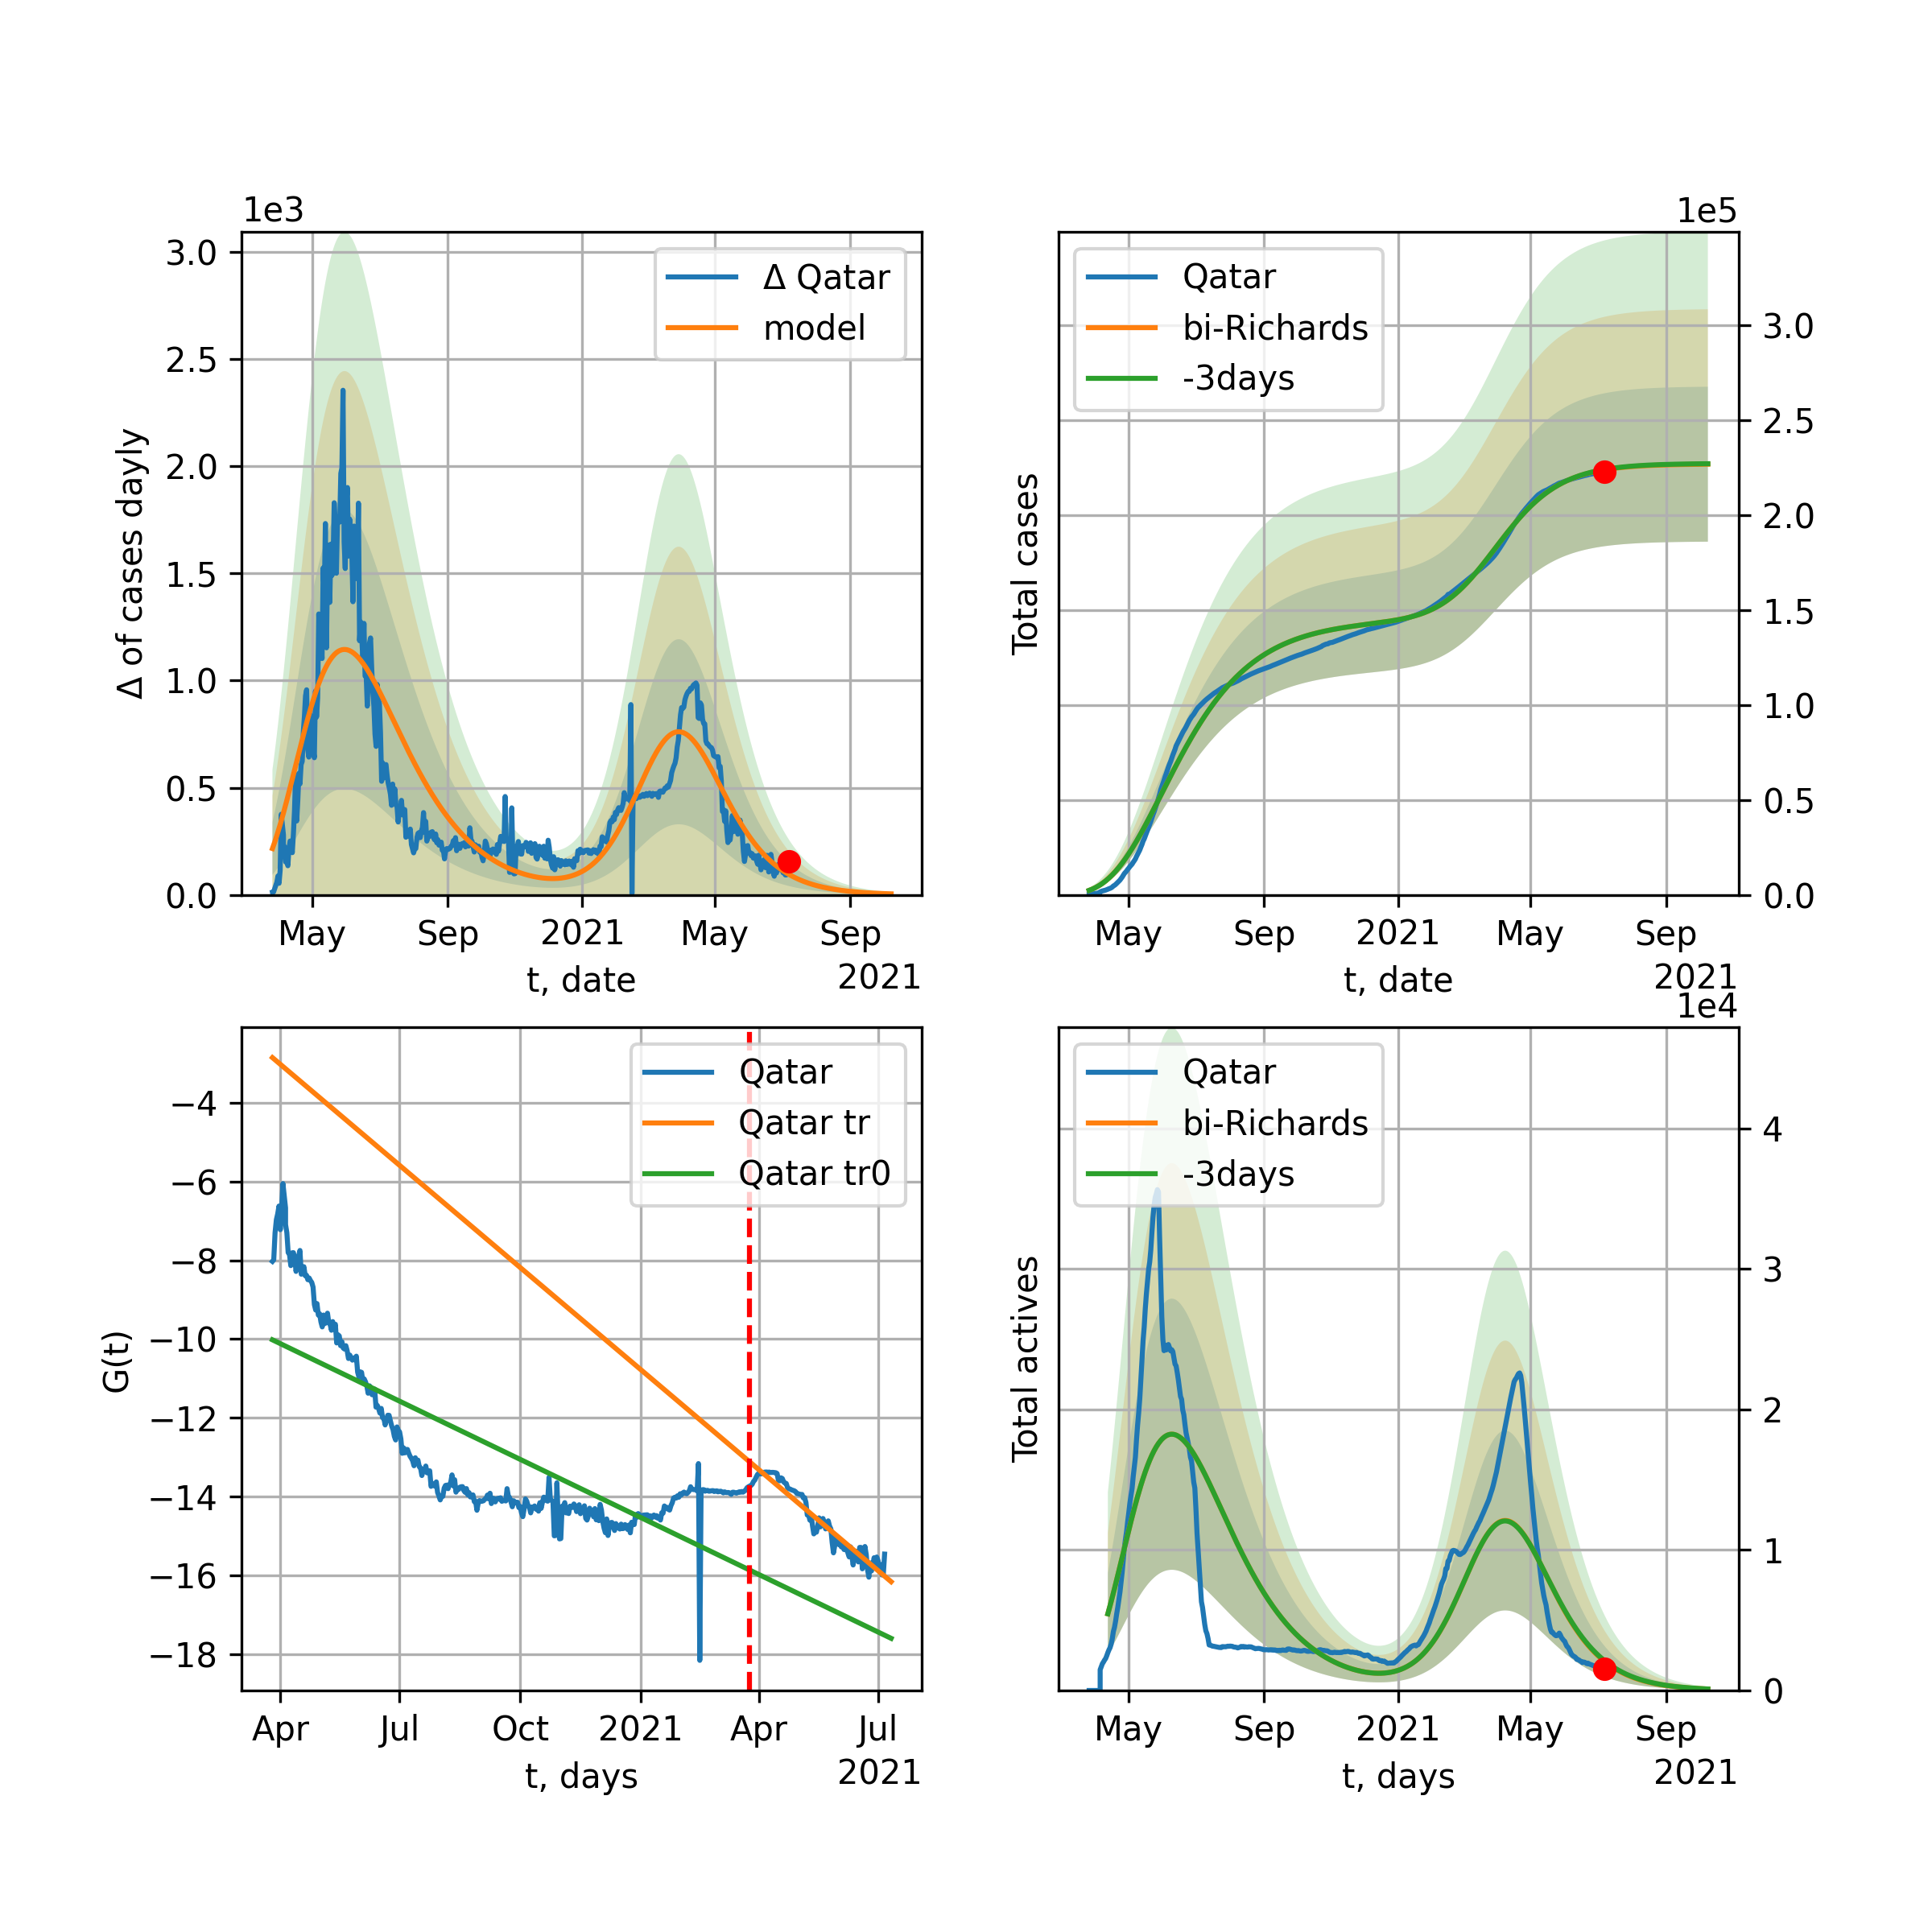 1e3
3.0
2.5
2.0
1.5
1.0
0.5
0.0
Δ of cases dayly
Δ Qatar
model
May Sep 2021 May Sep
t, date
2021
1e5
Qatar
bi-Richards
-3days
Total cases
3.0
2.5
2.0
1.5
1.0
0.5
0.0
May Sep 2021 May Sep
t, date
2021
Qatar
Qatar tr
Qatar tr0
G(t)
−4
−6
−8
−10
−12
−14
−16
−18
Apr Jul Oct 2021 Apr Jul
t, days
2021
1e4
Qatar
bi-Richards
-3days
Total actives
4
3
2
1
0
May Sep 2021 May Sep
t, days
2021